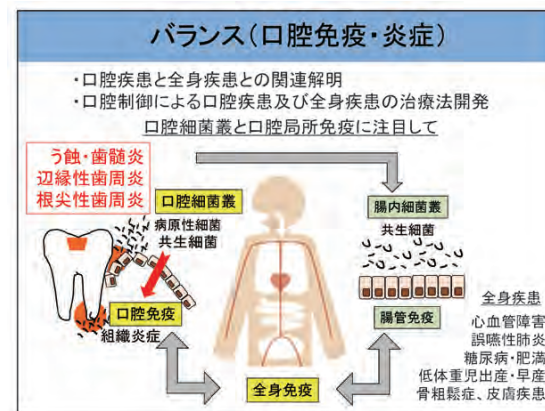 バランス(口腔免疫・炎症)
・口腔疾患と全身疾患との関連解明
・口腔制御による口腔疾患及び全身疾患の治療法開発
口腔細菌叢と口腔局所免疫に注目して
う蝕・歯髄炎
辺縁性歯周炎
根尖性歯周炎
口腔細菌叢
病原性細菌
共生細菌
口腔免疫
組織炎症
腸内細菌叢
共生細菌
腸管免疫
全身免疫
全身疾患
心血管障害
誤嚥性肺炎
糖尿病・肥満
低体重児出産・早産
骨粗鬆症、皮膚疾患